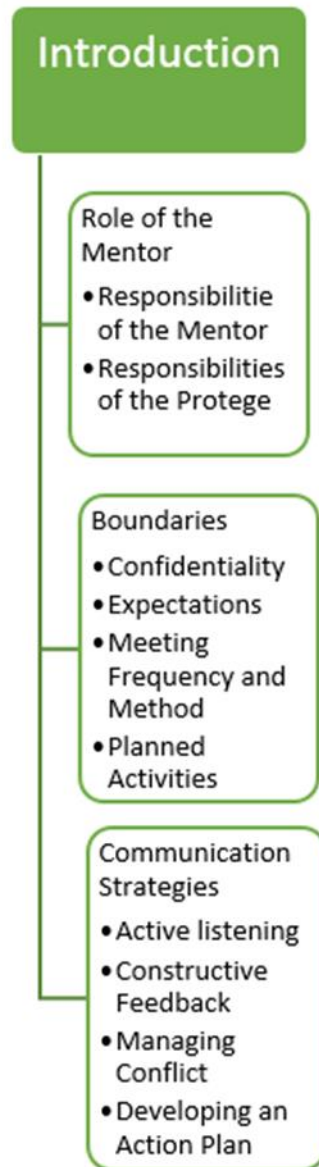 Introduction
Role of the
Mentor
•Responsibilitie
of the Mentor
•Responsibilities
of the Protege
Boundaries
•Confidentiality
•Expectations
•Meeting
Frequency and
Method
•Planned
Activities
Communication
Strategies
•Active listening
•Constructive
Feedback
•Managing
Conflict
•Developing an
Action Plan